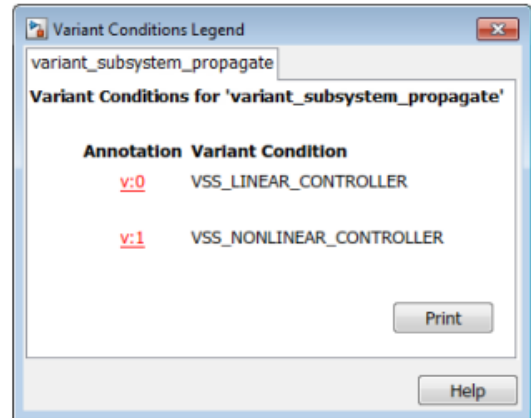 Variant Conditions Legend
variant_subsystem_propagate
Variant Conditions for 'variant_subsystem_propagate'
Annotation Variant Condition
v:0 VSS_LINEAR_CONTROLLER
v:1 VSS_NONLINEAR_CONTROLLER
Print
Help